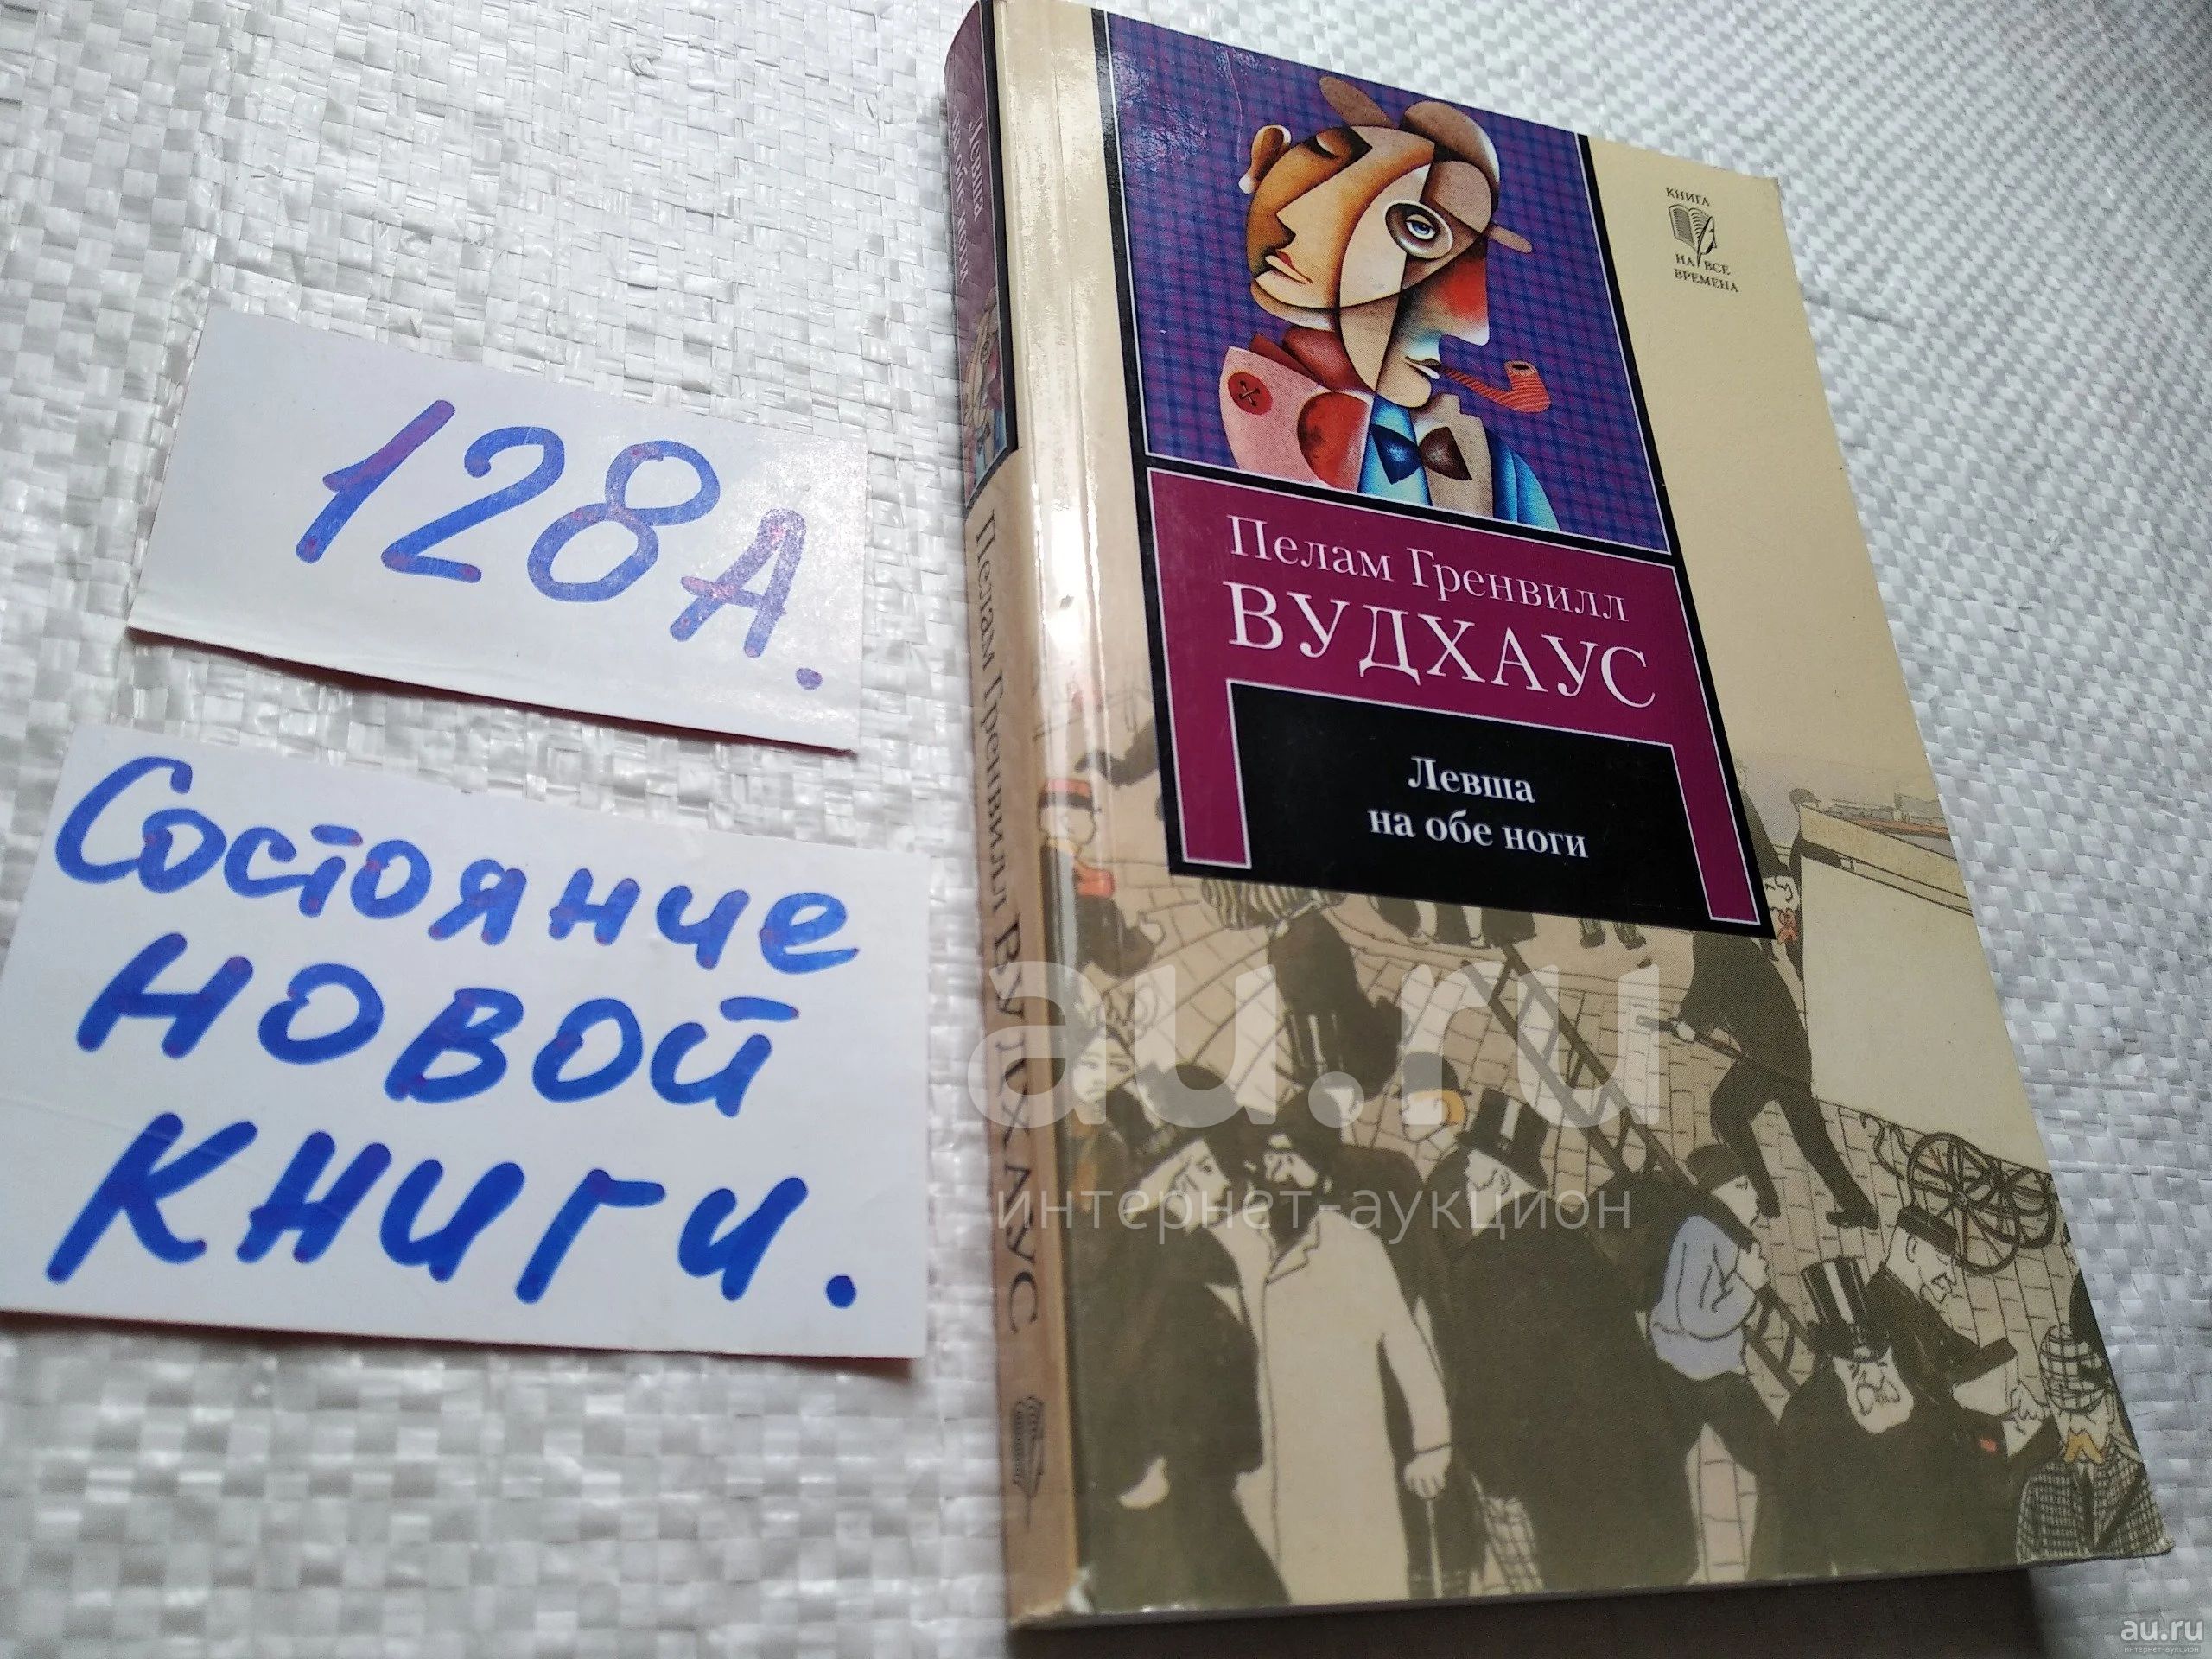 128А.
Состояние
новой
книги.
Левша
на обе ноги
Пелам Гренвилл Вудхаус
КНИГА
НА ВСЕ
ВРЕМЕНА
Пелам Гренвилл
ВУДХАУС
Левша
на обе ноги
au.ru
интернет-аукцион
au.ru
интернет-аукцион